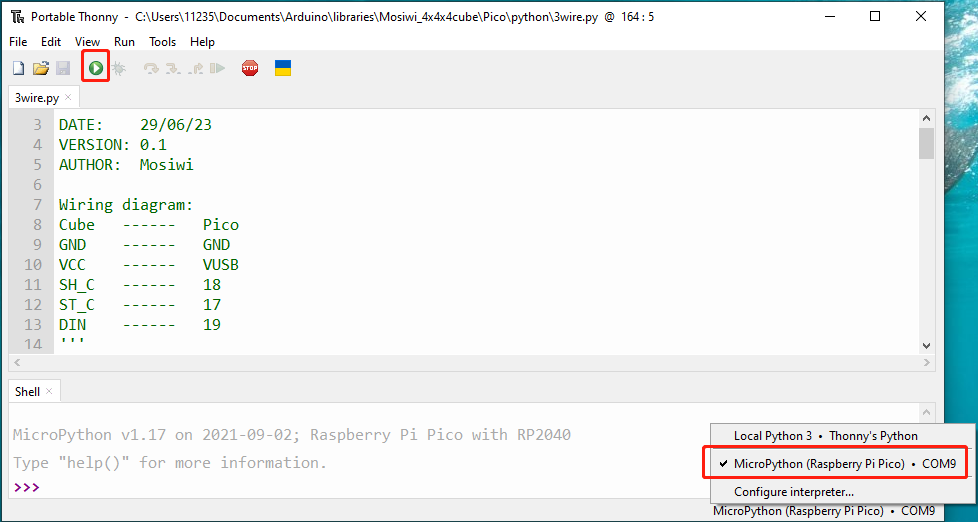 Portable Thonny - C:\Users\11235\Documents\Arduino\libraries\Mosiwi_4x4x4cube\Pico\python\3wire.py @ 164 : 5
File Edit View Run Tools Help
STOP
3wire.py ×
3 DATE: 29/06/23
4 VERSION: 0.1
5 AUTHOR: Mosiwi
6
7 Wiring diagram:
8 Cube ------ Pico
9 GND ------ GND
10 VCC ------ VUSB
11 SH_C ------ 18
12 ST_C ------ 17
13 DIN ------ 19
14 '''
Shell ×
MicroPython v1.17 on 2021-09-02; Raspberry Pi Pico with RP2040
Type "help()" for more information.
>>>
Local Python 3 • Thonny's Python
✓ MicroPython (Raspberry Pi Pico) • COM9
Configure interpreter...
MicroPython (Raspberry Pi Pico) • COM9